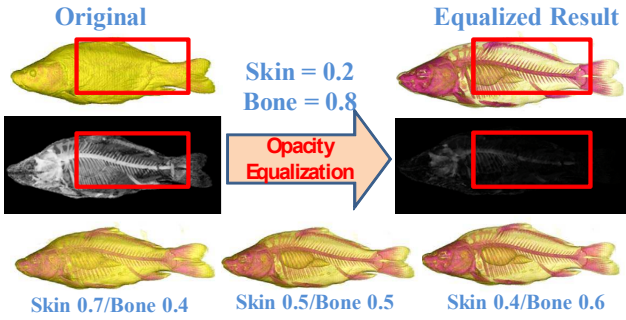 Original
Equalized Result
Skin = 0.2
Bone = 0.8
Opacity
Equalization
Skin 0.7/Bone 0.4
Skin 0.5/Bone 0.5
Skin 0.4/Bone 0.6